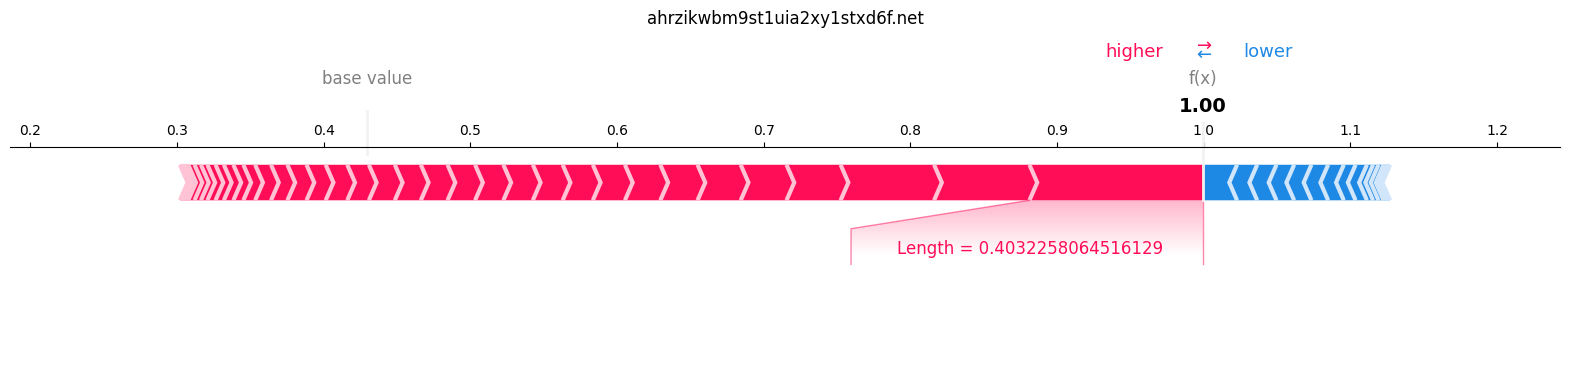 ahrzikwbm9st1uia2xy1stxd6f.net
higher → ← lower
base value f(x)
1.00
0.2 0.3 0.4 0.5 0.6 0.7 0.8 0.9 1.0 1.1 1.2
Length = 0.4032258064516129